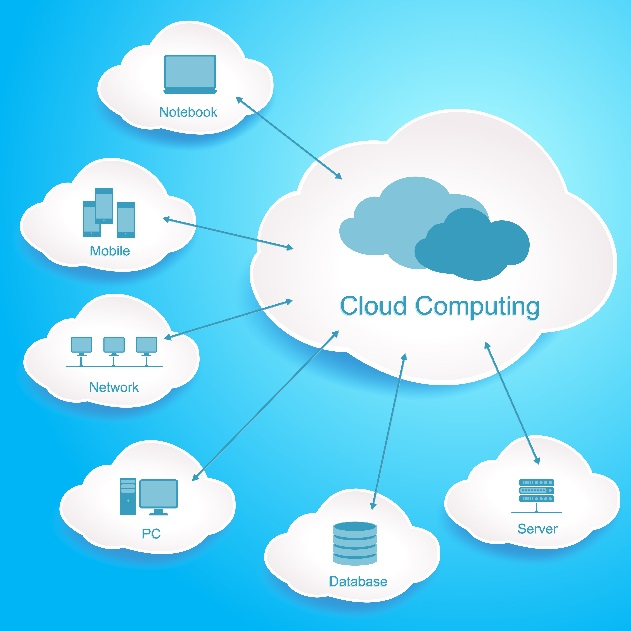 Notebook
Mobile
Cloud Computing
Network
PC
Server
Database